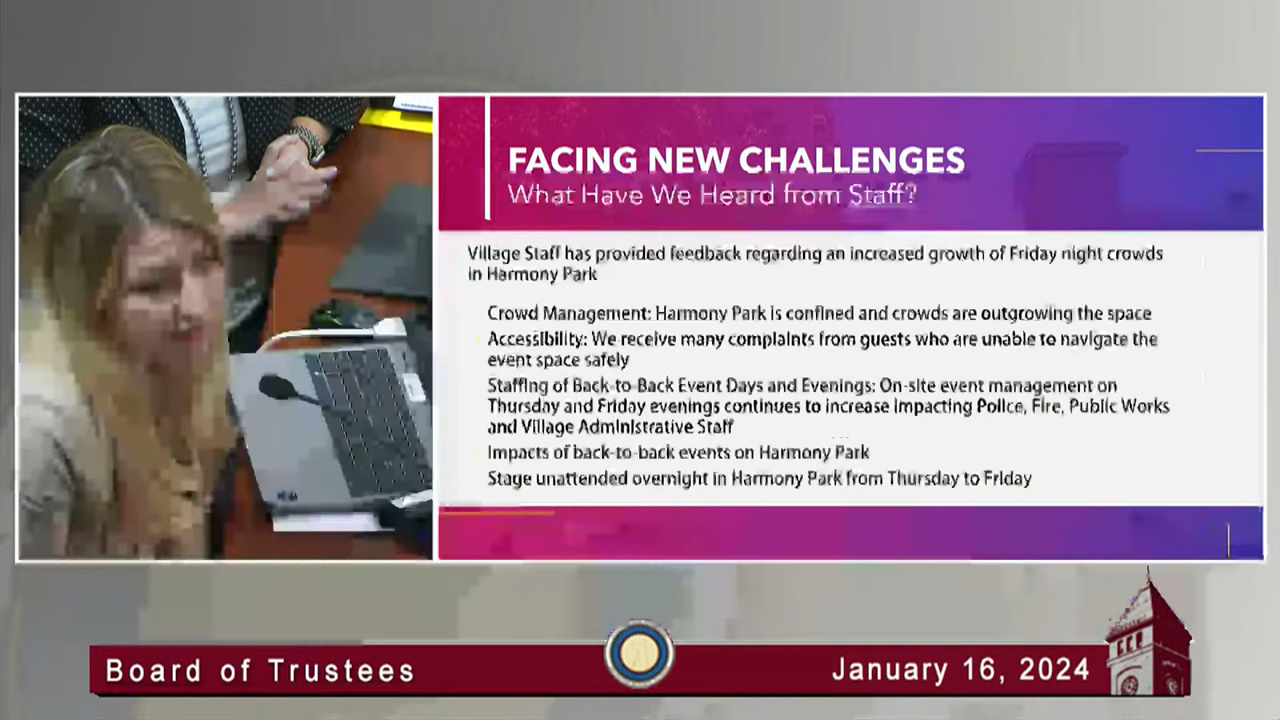 FACING NEW CHALLENGES
What Have We Heard from Staff?
Village Staff has provided feedback regarding an increased growth of Friday night crowds
in Harmony Park
Crowd Management: Harmony Park is confined and crowds are outgrowing the space
Accessibility: We receive many complaints from guests who are unable to navigate the
event space safely
Staffing of Back-to-Back Event Days and Evenings: On-site event management on
Thursday and Friday evenings continues to increase impacting Police, Fire, Public Works
and Village Administrative Staff
Impacts of back-to-back events on Harmony Park
Stage unattended overnight in Harmony Park from Thursday to Friday
Board of Trustees
January 16, 2024